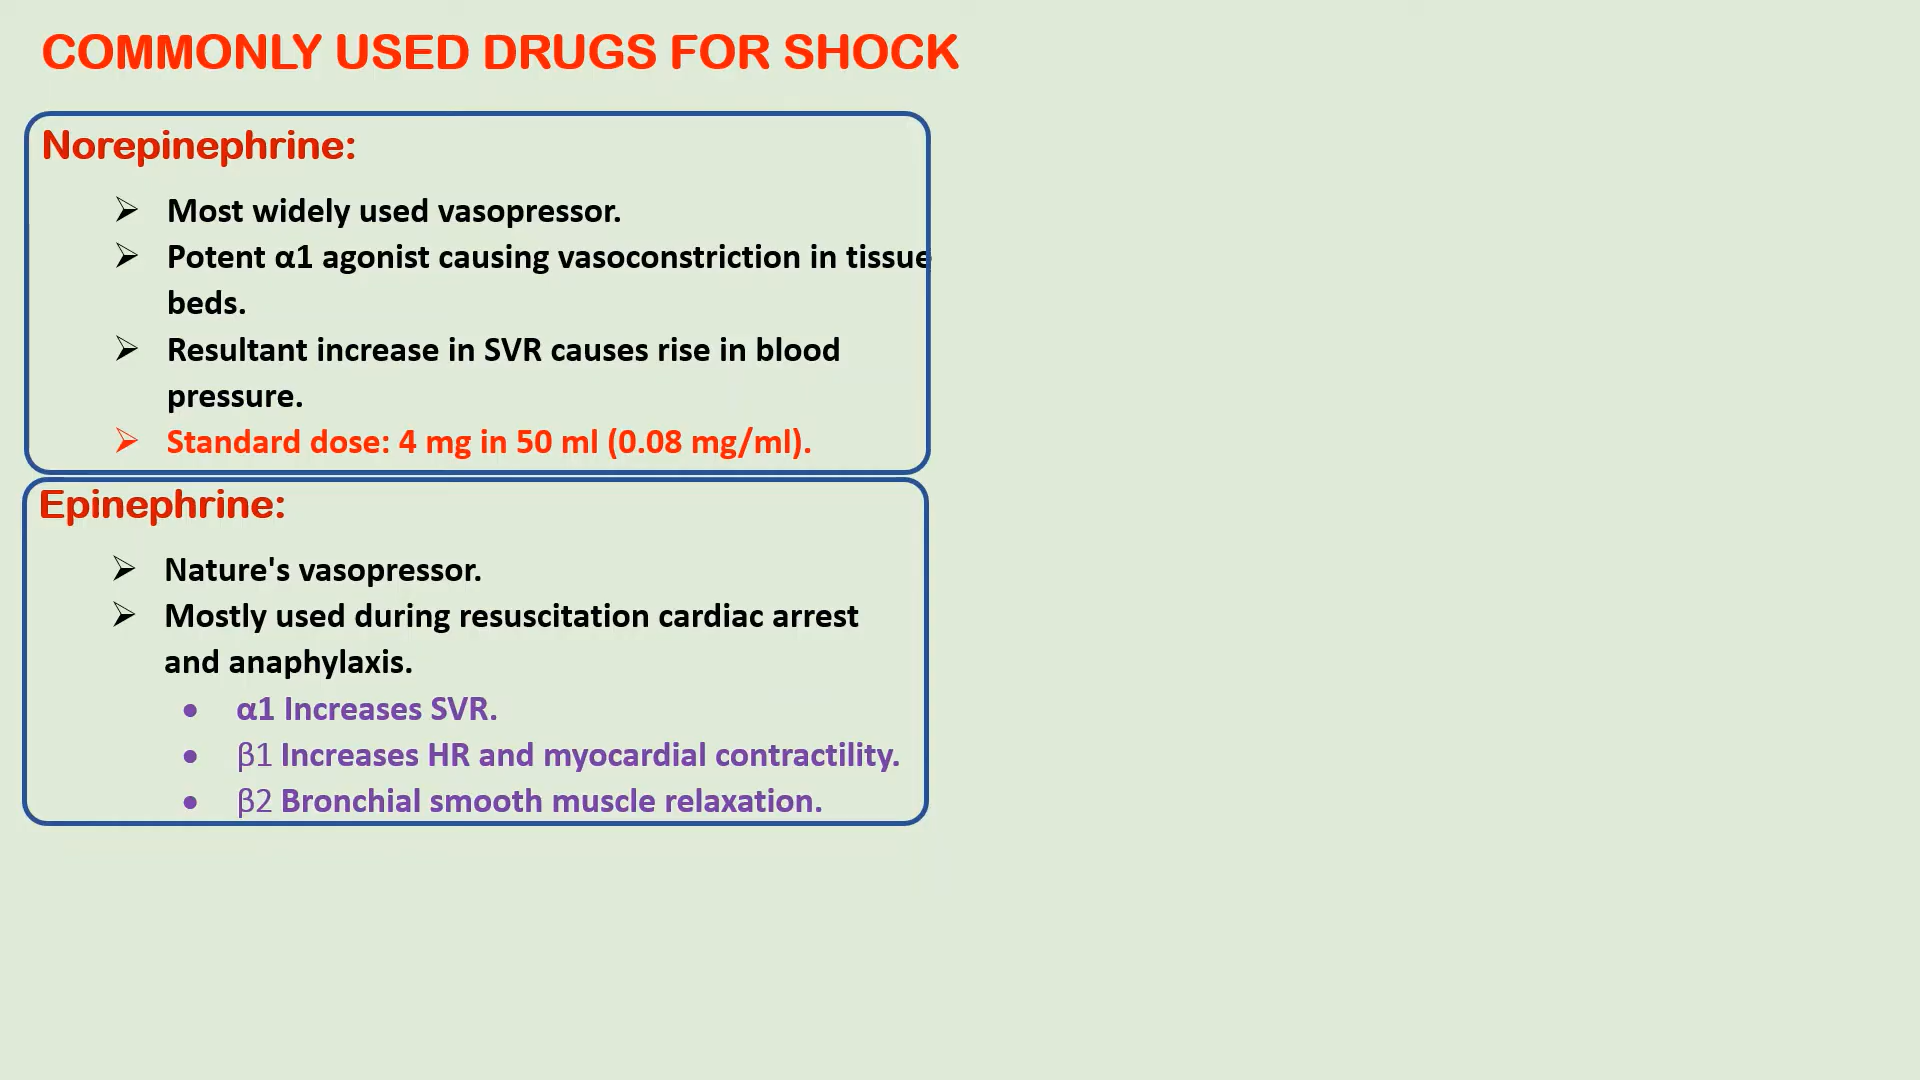 COMMONLY USED DRUGS FOR SHOCK
Norepinephrine:
➢ Most widely used vasopressor.
➢ Potent α1 agonist causing vasoconstriction in tissue
beds.
➢ Resultant increase in SVR causes rise in blood
pressure.
➢ Standard dose: 4 mg in 50 ml (0.08 mg/ml).
Epinephrine:
➢ Nature's vasopressor.
➢ Mostly used during resuscitation cardiac arrest
and anaphylaxis.
• α1 Increases SVR.
• β1 Increases HR and myocardial contractility.
• β2 Bronchial smooth muscle relaxation.